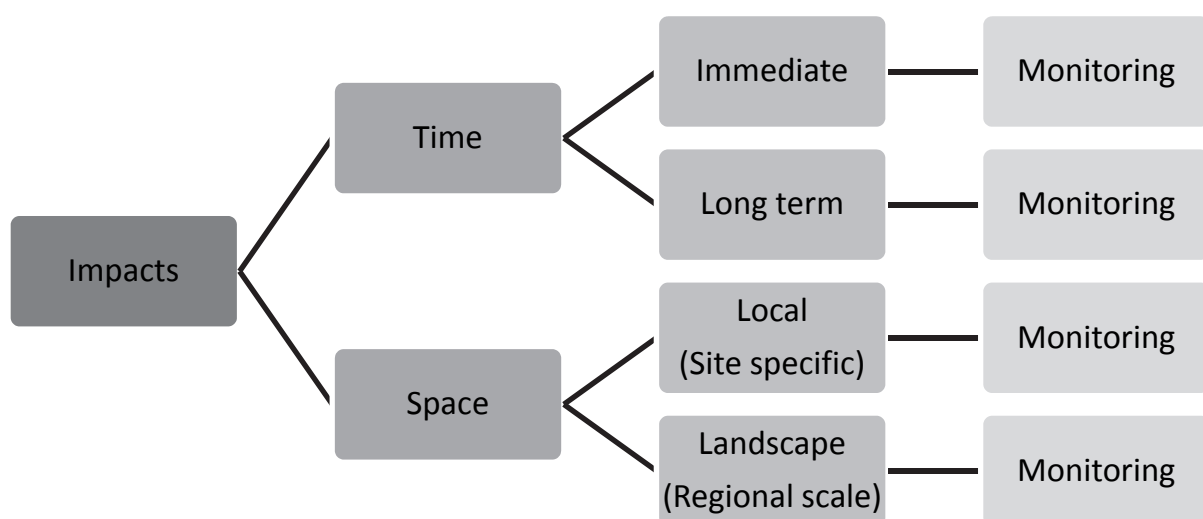 Impacts
Time
Immediate
Monitoring
Long term
Monitoring
Space
Local
(Site specific)
Monitoring
Landscape
(Regional scale)
Monitoring